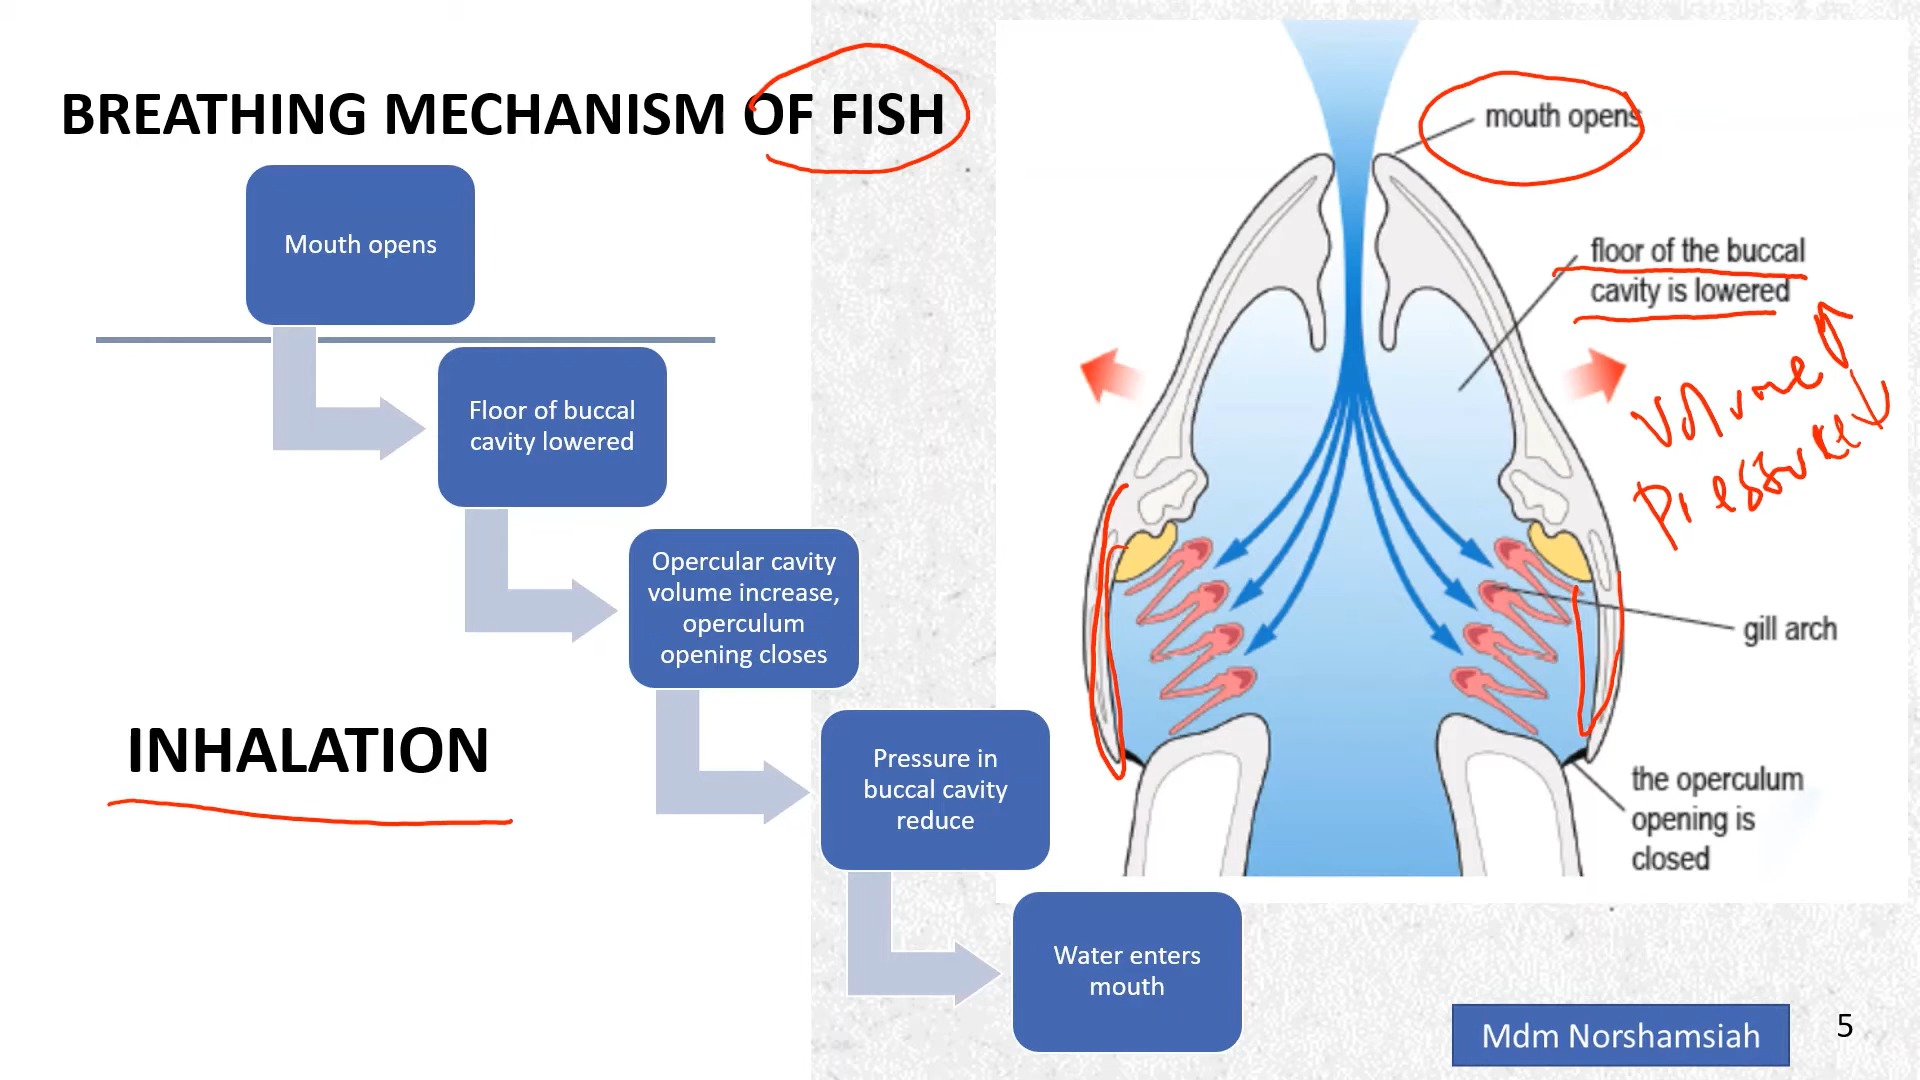 BREATHING MECHANISM OF FISH
Mouth opens
Floor of buccal
cavity lowered
Opercular cavity
volume increase,
operculum
opening closes
Pressure in
buccal cavity
reduce
Water enters
mouth
INHALATION
mouth opens
floor of the buccal
cavity is lowered
Volume ↑
Pressure ↓
gill arch
the operculum
opening is
closed
Mdm Norshamsiah
5